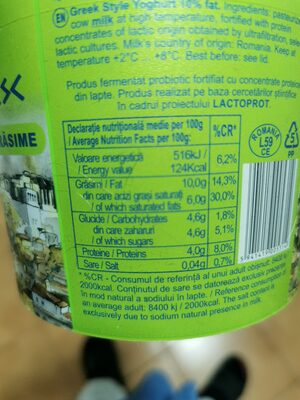 EN Greek Style Yoghurt 10% fat. Ingredients: pasteurized
cow milk at high temperature, fortified with protein
concentrates of lactic origin obtained by ultrafiltration, select
lactic cultures. Milk's country of origin: Romania. Keep at
temperature +2°C +8°C. Best before: see lid.
Produs fermentat probiotic fortifiat cu concentrate proteice
din lapte. Produs realizat pe baza cercetărilor științifice
în cadrul proiectului LACTOPROT.
RĂSIME
Declarație nutrițională medie per 100g
/ Average Nutrition Facts per 100g:
%CR*
Valoare energetică 516kJ / 6,2%
/ Energy value 124Kcal
Grăsimi / Fat 10,0g 14,3%
din care acizi grași saturați 6,0g 30,0%
/ of which saturated fats
Glucide / Carbohydrates 4,6g 1,8%
din care zaharuri 4,6g 5,1%
/ of which sugars
Proteine / Proteins 4,0g 8,0%
Sare / Salt 0,04g 0,7%
* %CR - Consumul de referință al unui adult obișnuit: 8400 kJ /
2000kcal. Conținutul de sare se datorează exclusiv prezenței
în mod natural a sodiului în lapte. / Reference consumption of
an average adult: 8400 kJ / 2000kcal. The salt content is
exclusively due to sodium natural presence in milk.
ROMANIA
L59
CE
5
PP